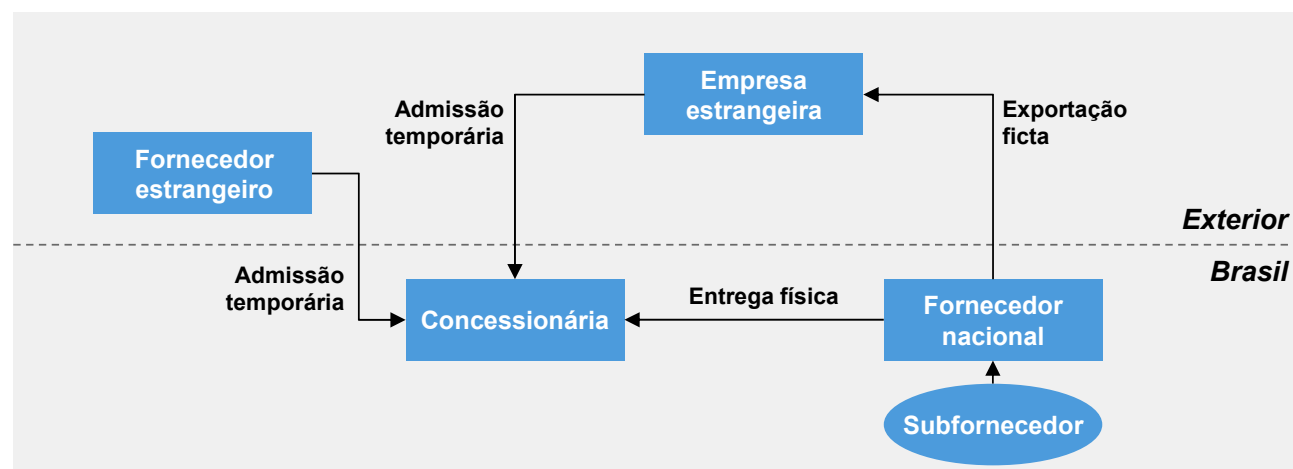 Empresa
estrangeira
Admissão
temporária
Exportação
ficta
Fornecedor
estrangeiro
Exterior
Brasil
Admissão
temporária
Concessionária
Entrega física
Fornecedor
nacional
Subfornecedor